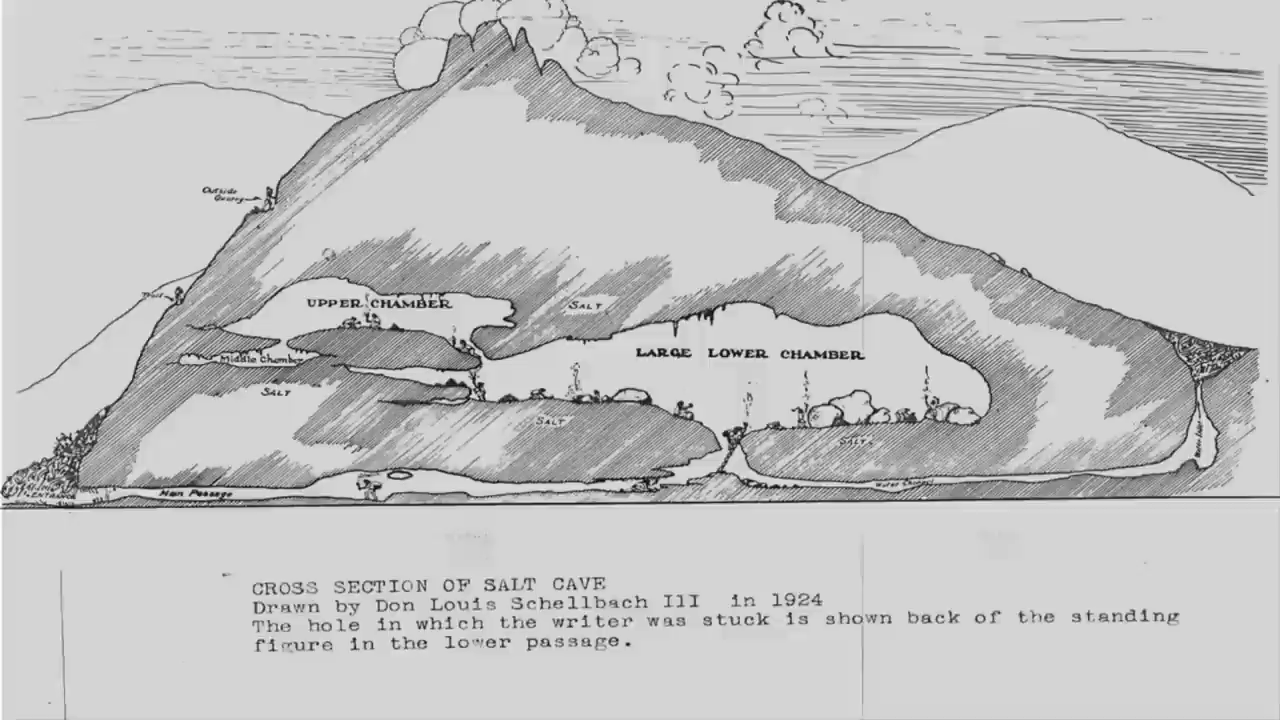 Outside
Quarry
Trail
UPPER CHAMBER
SALT
LARGE LOWER CHAMBER
Middle Chamber
SALT
SALT
SALT
Main Passage
Water Channel
ENTRANCE
CROSS SECTION OF SALT CAVE
Drawn by Don Louis Schellbach III in 1924
The hole in which the writer was stuck is shown back of the standing
figure in the lower passage.